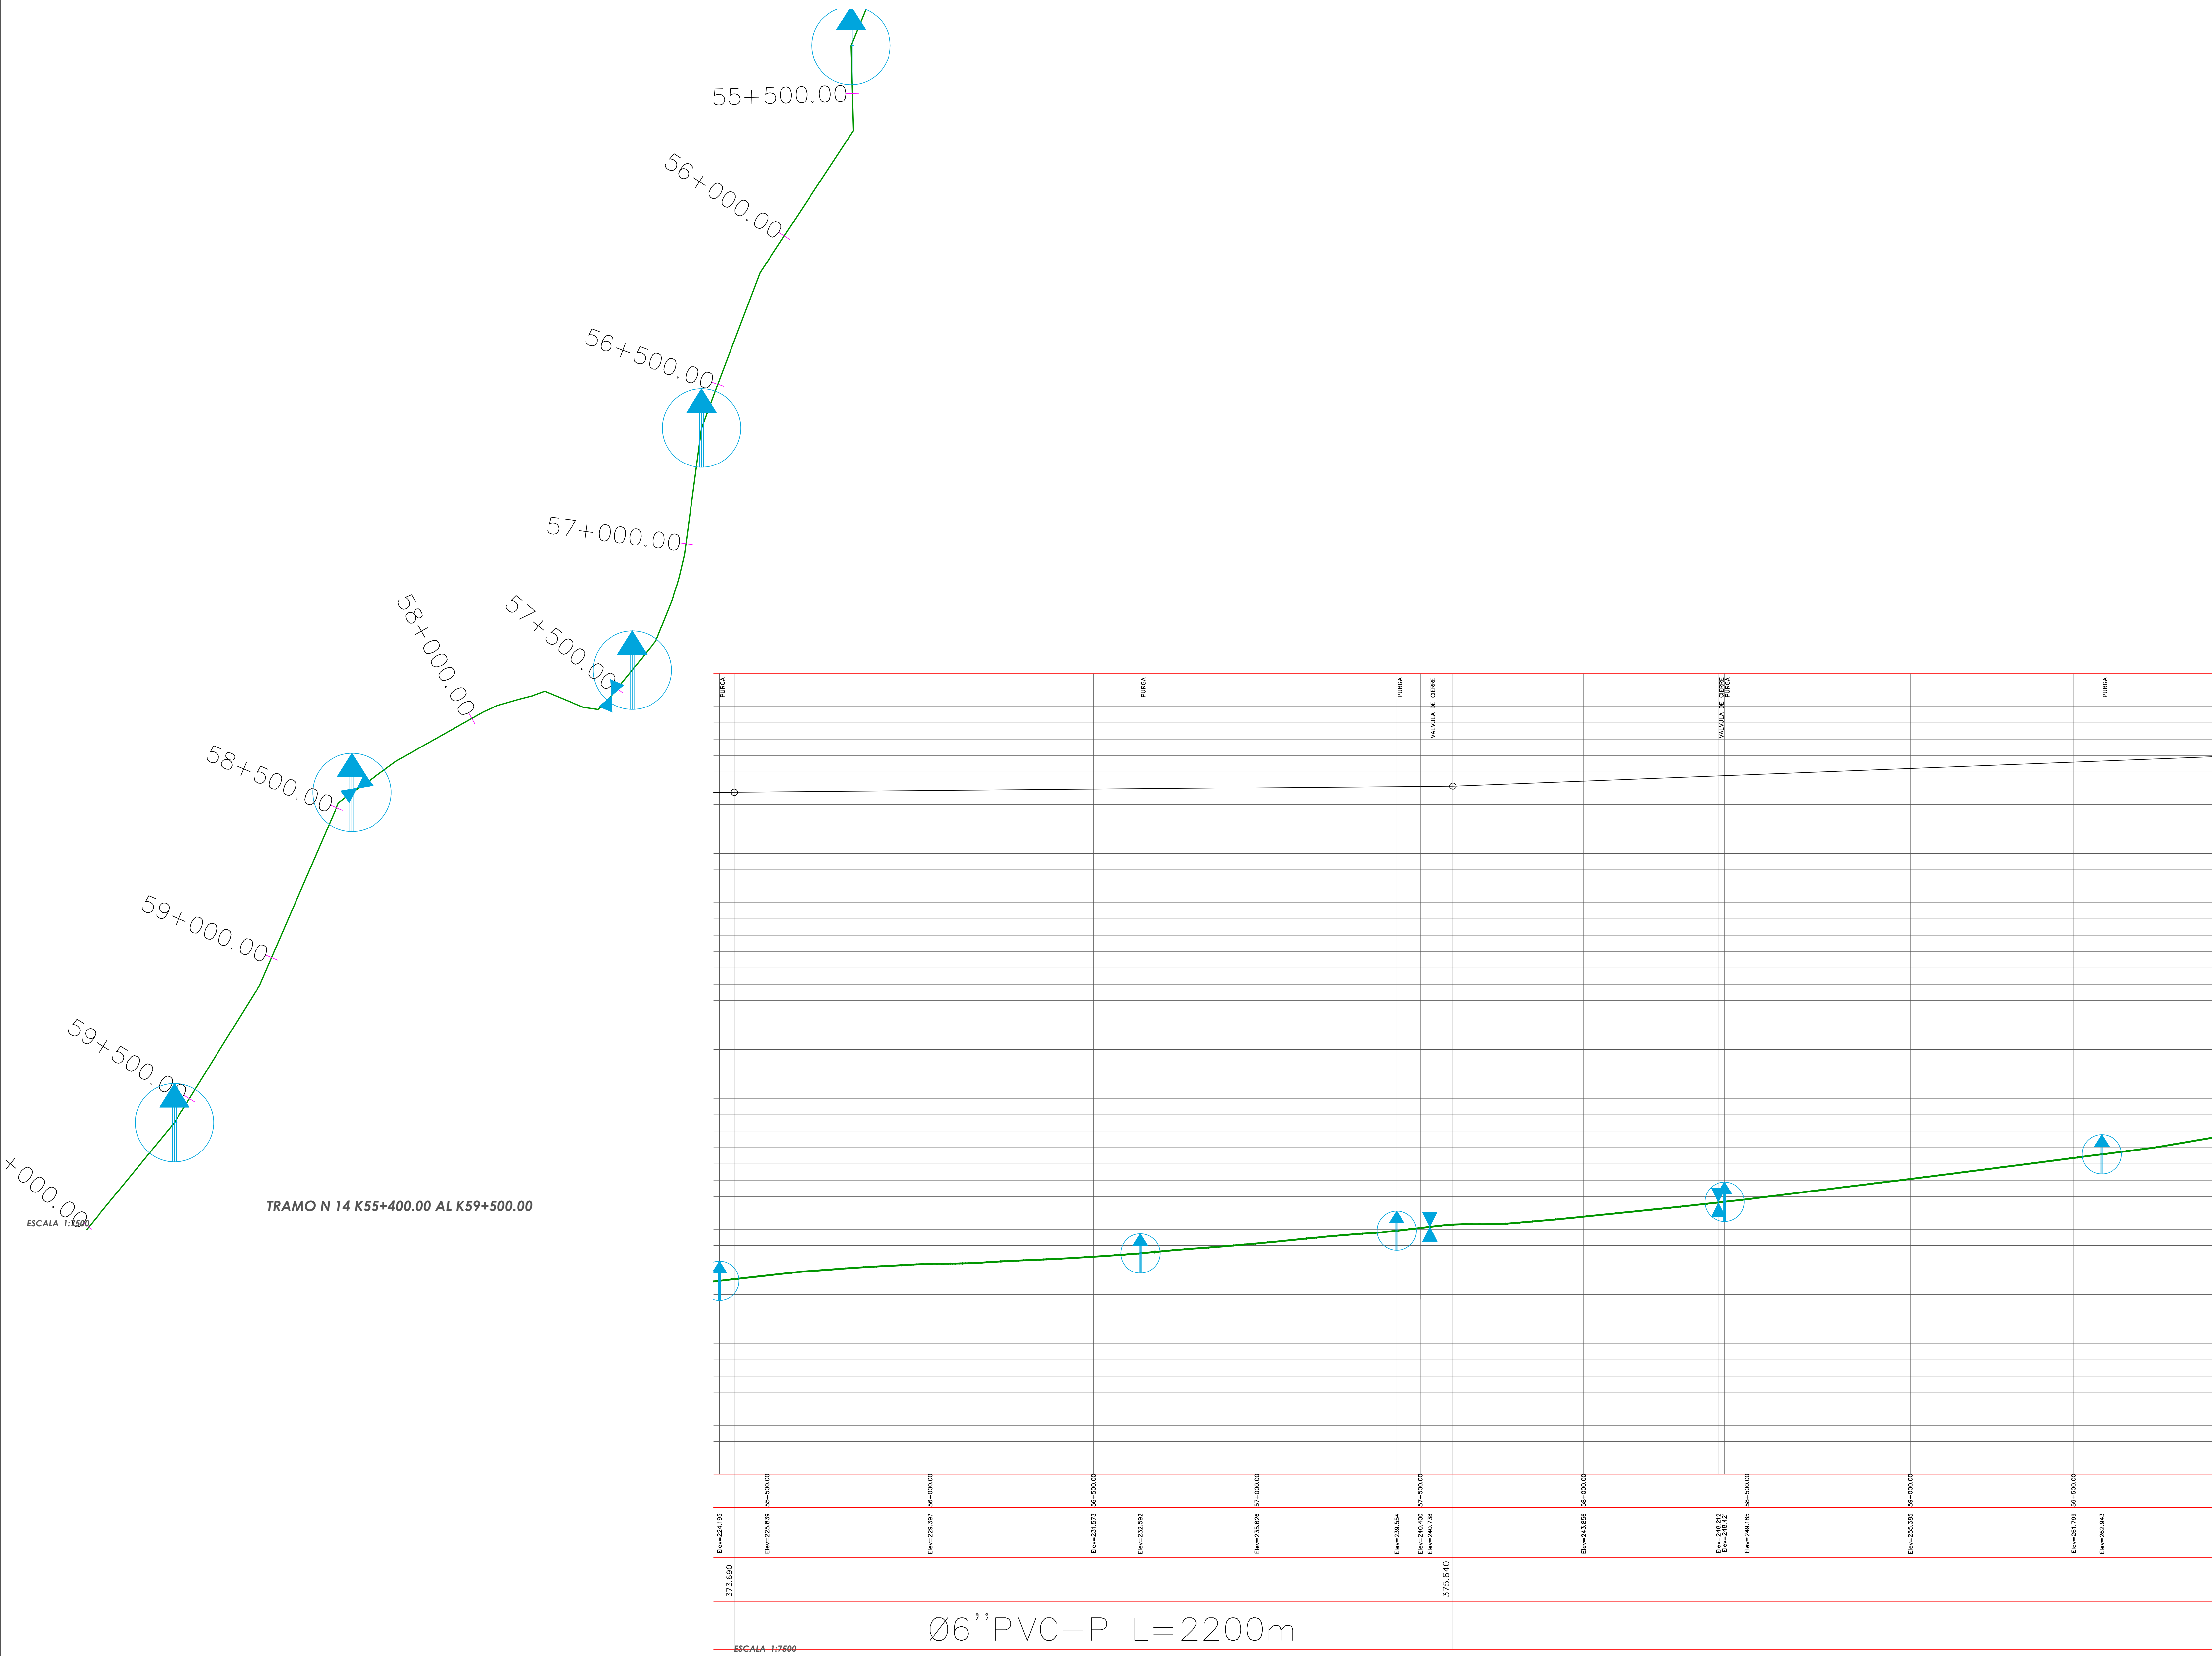 55+500.00
56+000.00
56+500.00
57+000.00
57+500.00
58+000.00
58+500.00
59+000.00
59+500.00
+000.00
ESCALA 1:7500
TRAMO N 14 K55+400.00 AL K59+500.00
PURGA
PURGA
PURGA
VALVULA DE CIERRE
VALVULA DE CIERRE
PURGA
PURGA
55+500.00
56+000.00
56+500.00
57+000.00
57+500.00
58+000.00
58+500.00
59+000.00
59+500.00
Elev=224.195
Elev=225.839
Elev=229.397
Elev=231.573
Elev=232.592
Elev=235.626
Elev=239.554
Elev=240.400
Elev=240.738
Elev=243.856
Elev=248.212
Elev=248.421
Elev=249.185
Elev=255.385
Elev=261.799
Elev=262.943
373.690
375.640
Ø6''PVC-P L=2200m
ESCALA 1:7500